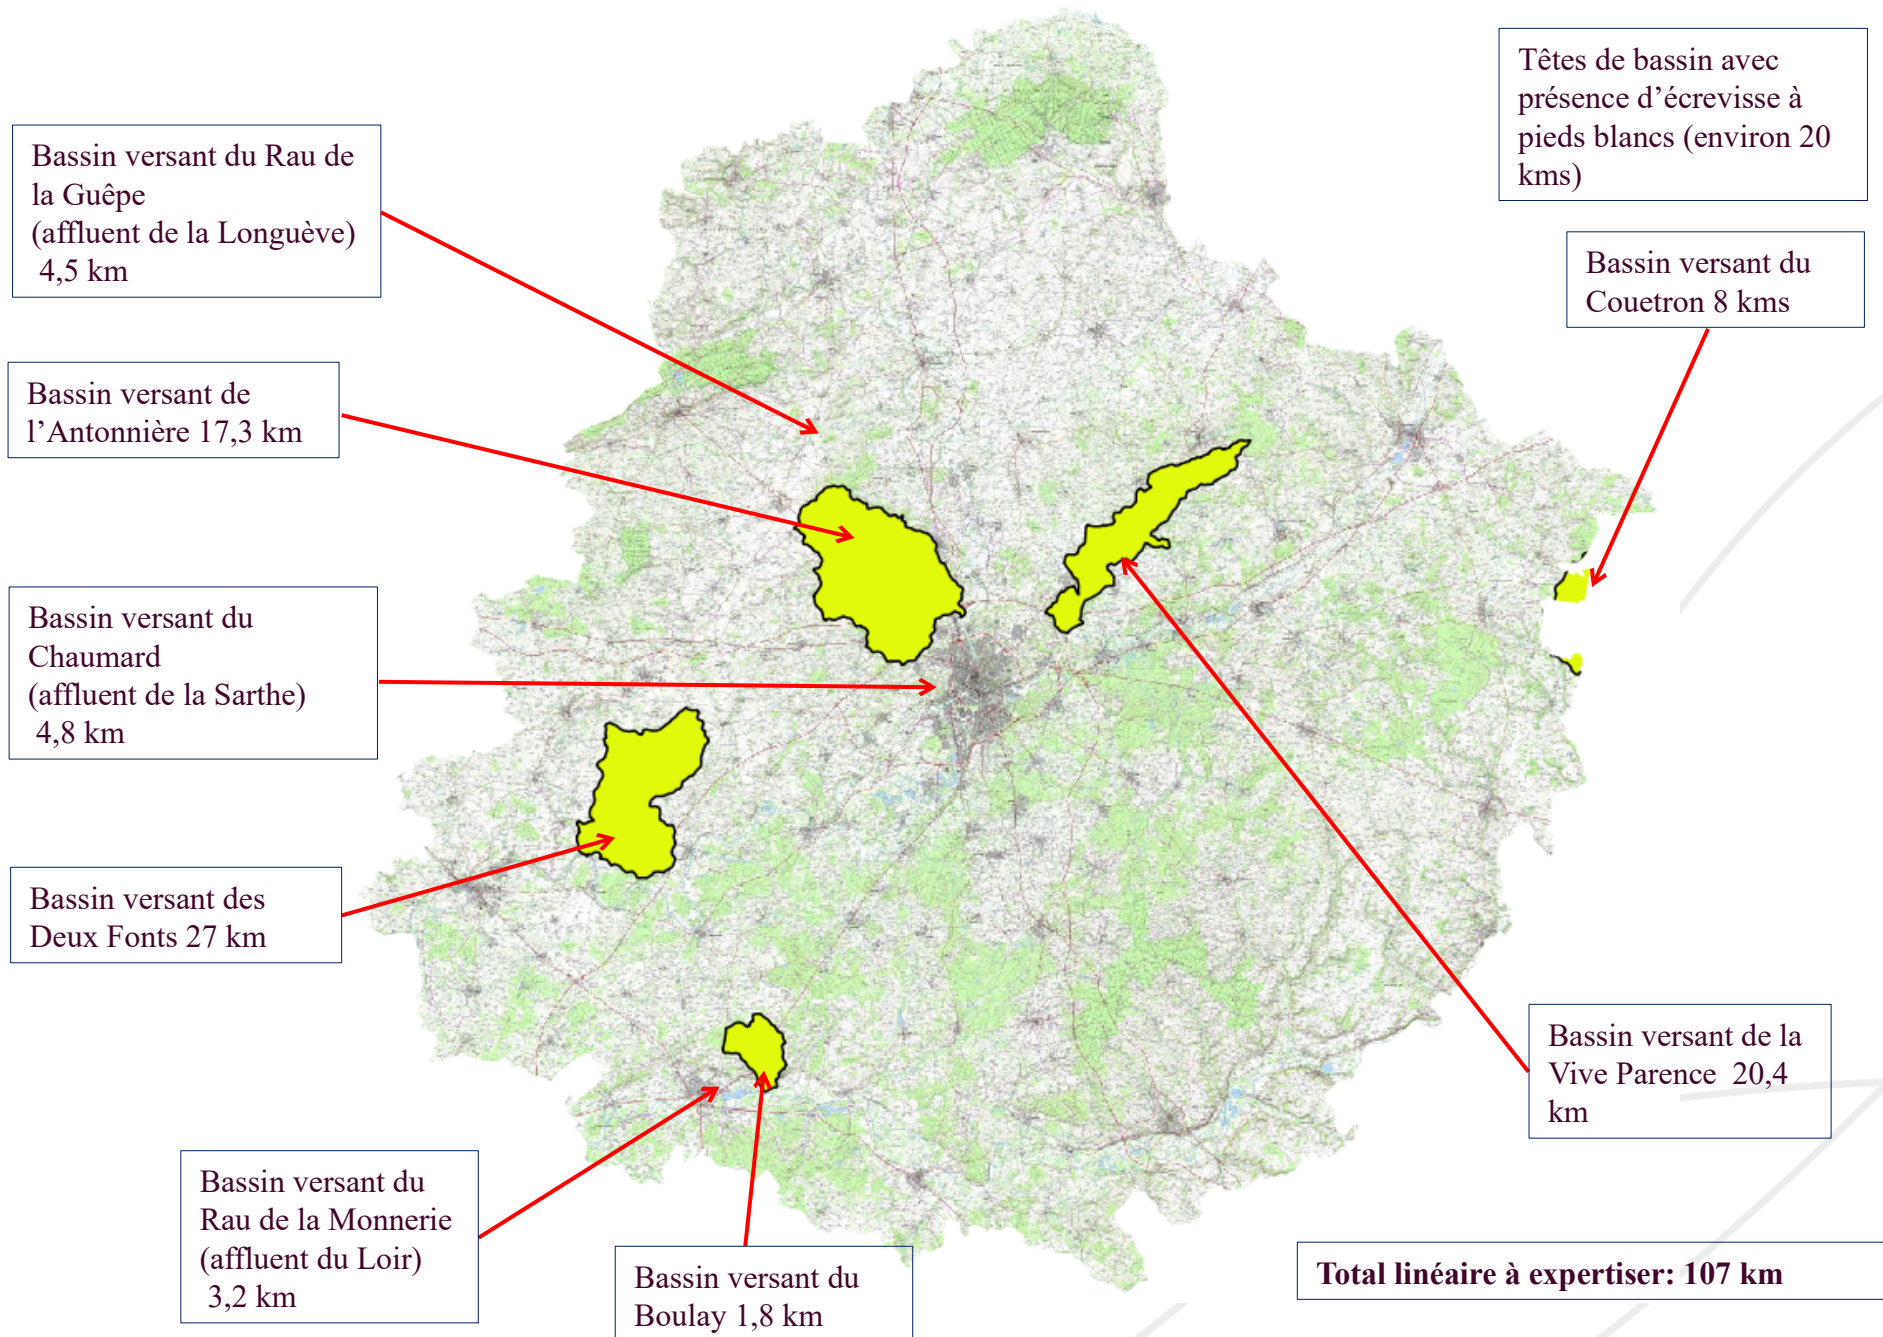 Têtes de bassin avec
présence d’écrevisse à
pieds blancs (environ 20
kms)
Bassin versant du Rau de
la Guêpe
(affluent de la Longuève)
4,5 km
Bassin versant du
Couetron 8 kms
Bassin versant de
l’Antonnière 17,3 km
Bassin versant du
Chaumard
(affluent de la Sarthe)
4,8 km
Bassin versant des
Deux Fonts 27 km
Bassin versant de la
Vive Parence 20,4
km
Bassin versant du
Rau de la Monnerie
(affluent du Loir)
3,2 km
Bassin versant du
Boulay 1,8 km
Total linéaire à expertiser: 107 km